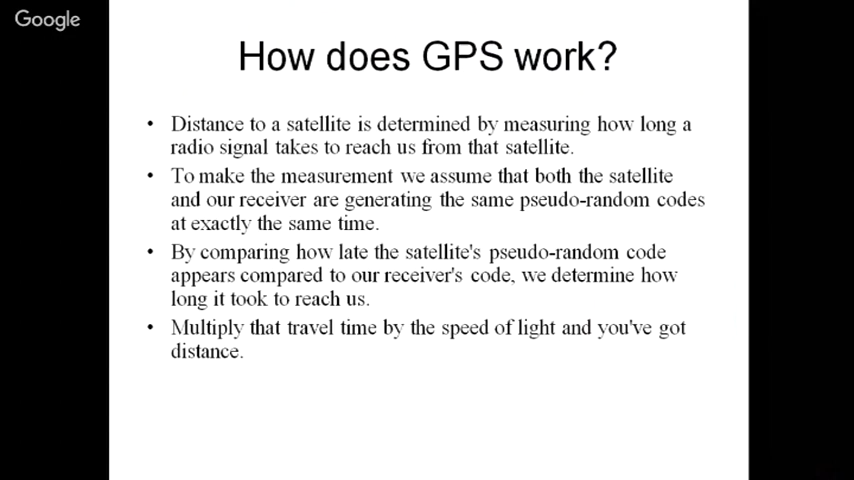 Google
How does GPS work?
• Distance to a satellite is determined by measuring how long a
radio signal takes to reach us from that satellite.
• To make the measurement we assume that both the satellite
and our receiver are generating the same pseudo-random codes
at exactly the same time.
• By comparing how late the satellite's pseudo-random code
appears compared to our receiver's code, we determine how
long it took to reach us.
• Multiply that travel time by the speed of light and you've got
distance.